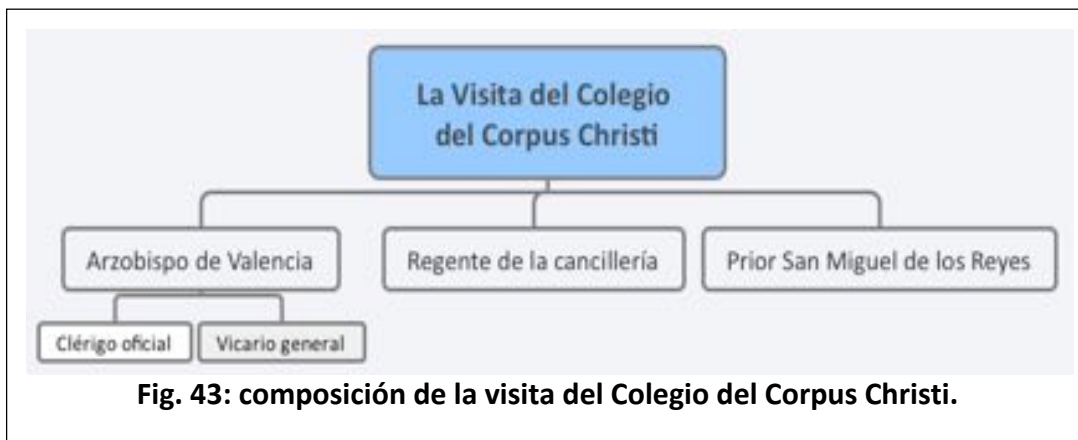 La Visita del Colegio
del Corpus Christi
Arzobispo de Valencia
Regente de la cancillería
Prior San Miguel de los Reyes
Clérigo oficial
Vicario general
Fig. 43: composición de la visita del Colegio del Corpus Christi.